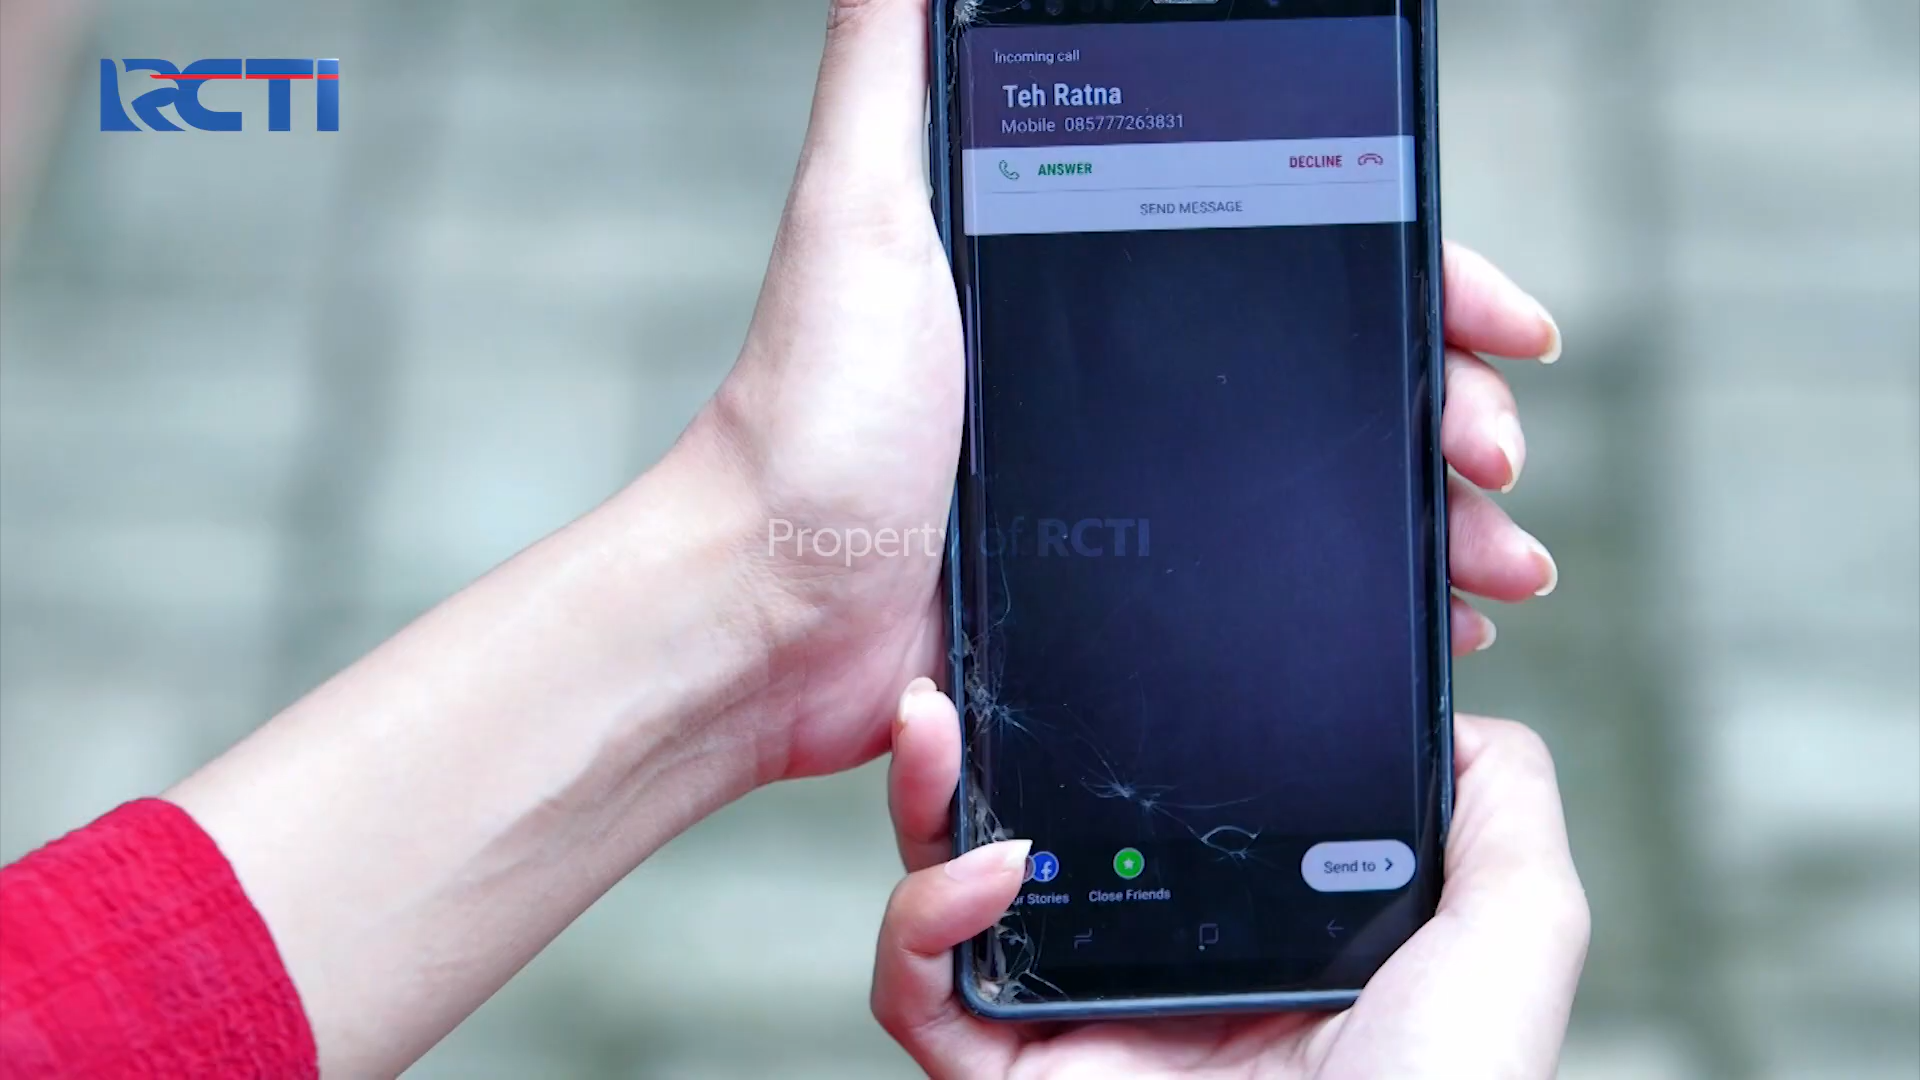 RCTI
Incoming call
Teh Ratna
Mobile 085777263831
ANSWER
DECLINE
SEND MESSAGE
Property of RCTI
Stories
Close Friends
Send to